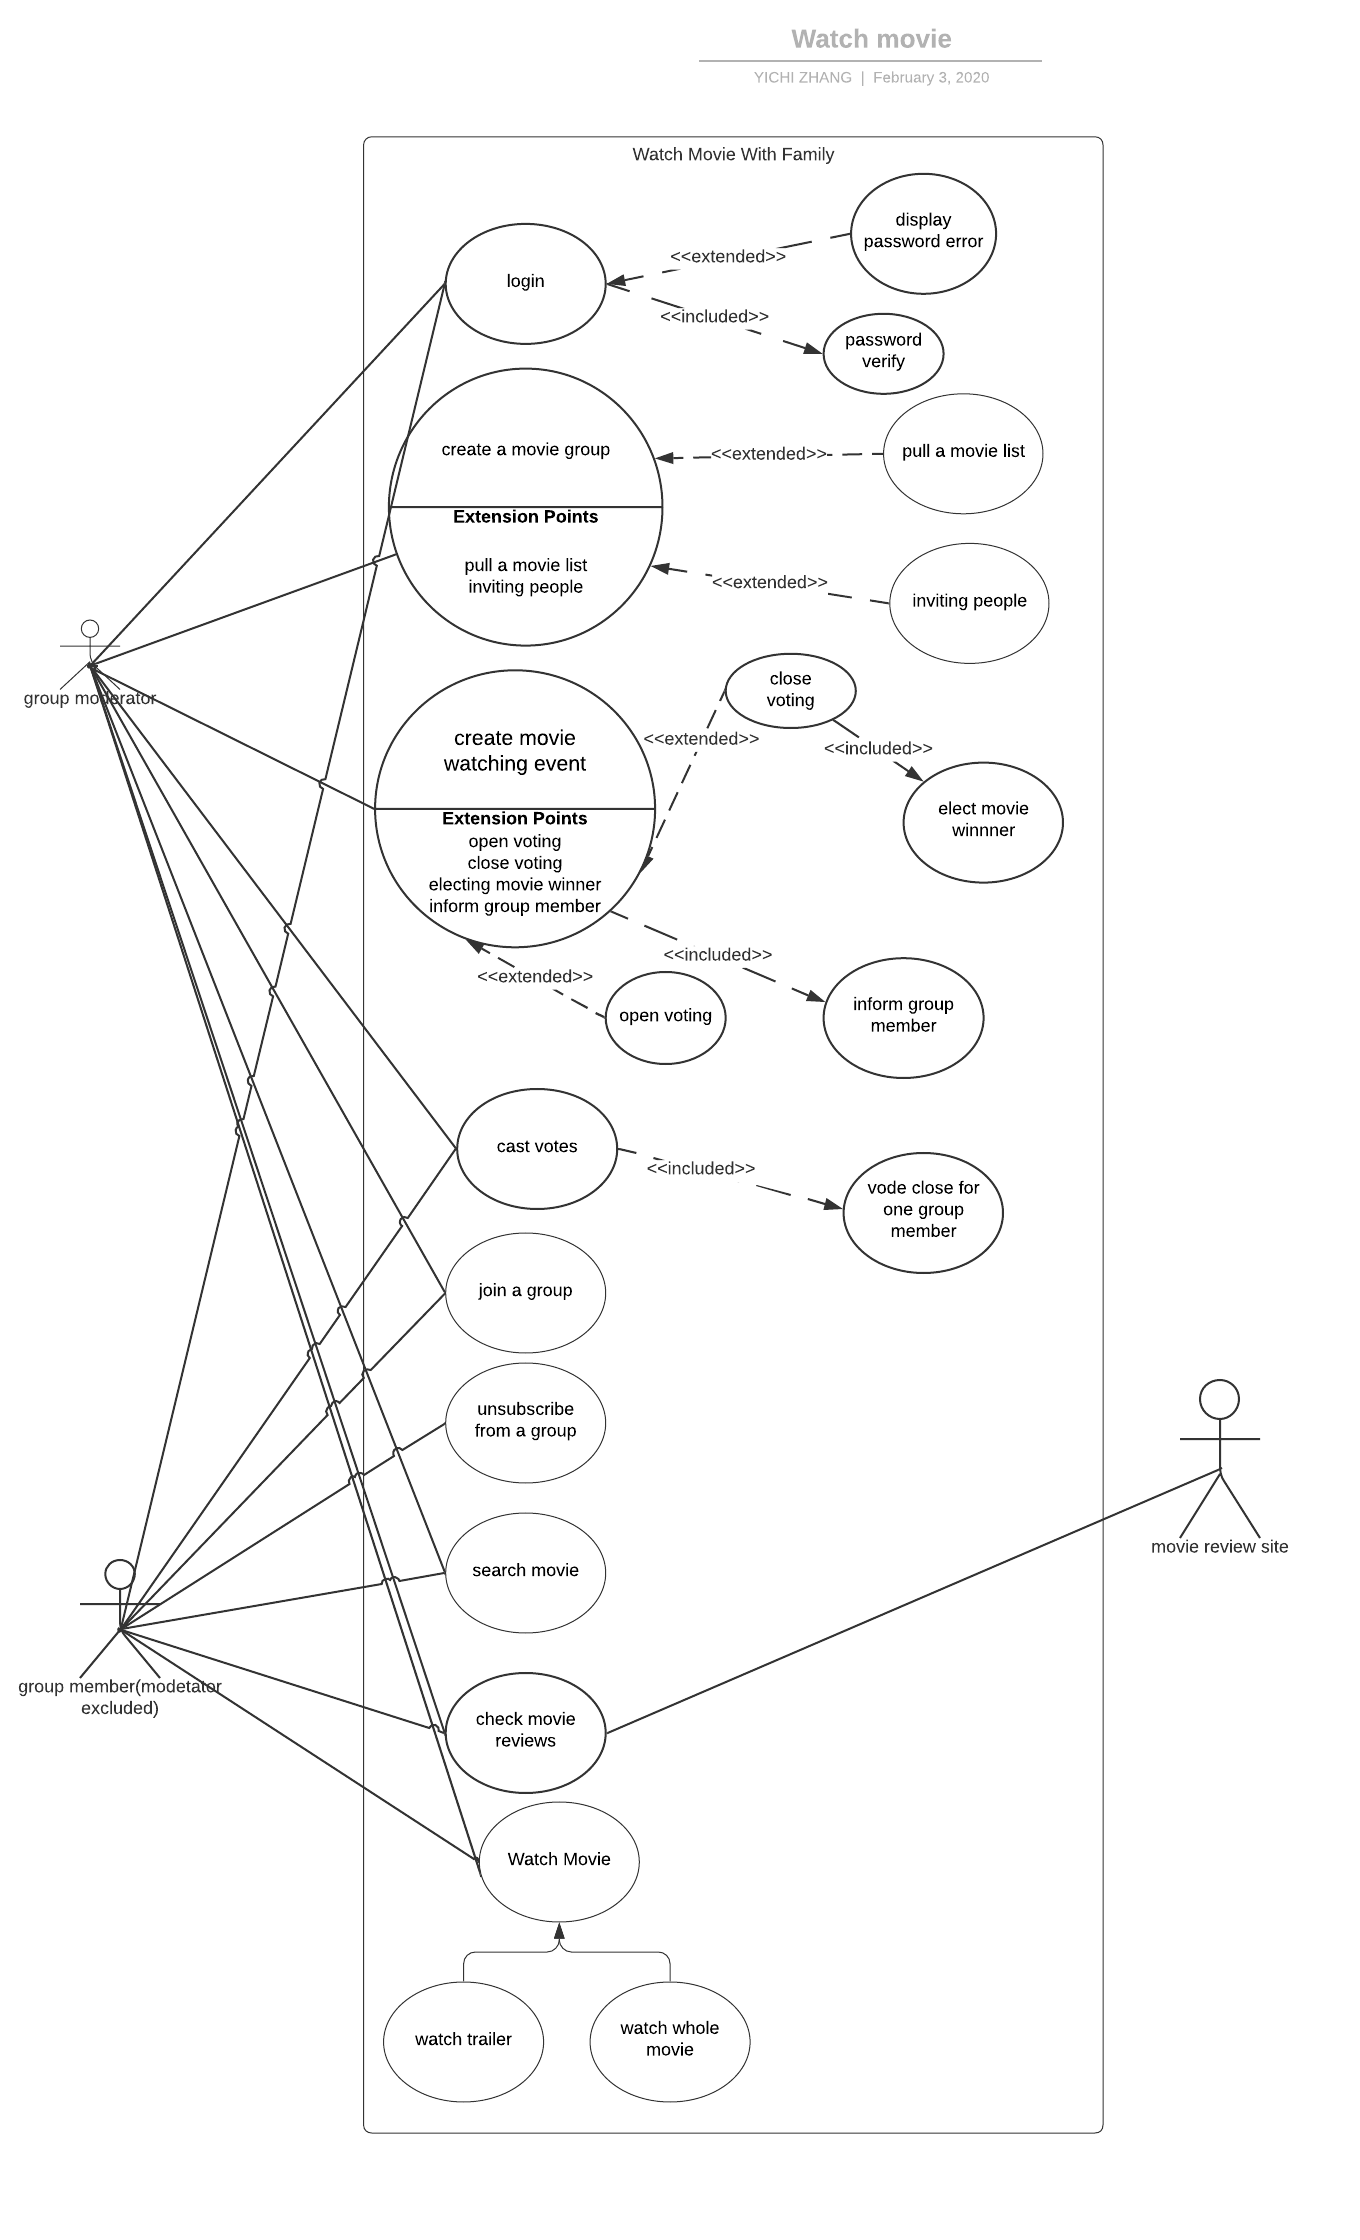 Watch movie
YICHI ZHANG | February 3, 2020
Watch Movie With Family
display
password error
<<extended>>
login
<<included>>
password
verify
create a movie group
<<extended>>
pull a movie list
Extension Points
pull a movie list
inviting people
<<extended>>
inviting people
group moderator
close
voting
create movie
watching event
<<extended>>
<<included>>
elect movie
winnner
Extension Points
open voting
close voting
electing movie winner
inform group member
<<included>>
<<extended>>
open voting
inform group
member
cast votes
<<included>>
vode close for
one group
member
join a group
unsubscribe
from a group
movie review site
search movie
group member(modetator
excluded)
check movie
reviews
Watch Movie
watch trailer
watch whole
movie